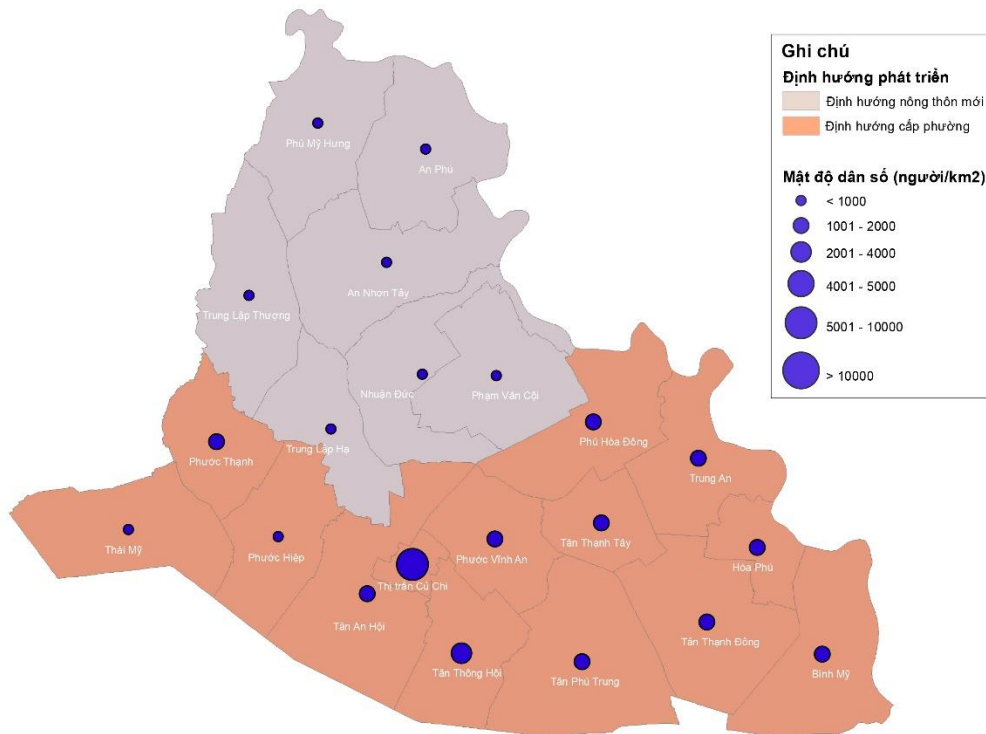 Ghi chú
Định hướng phát triển
Định hướng nông thôn mới
Định hướng cấp phường
Mật độ dân số (người/km2)
< 1000
1001 - 2000
2001 - 4000
4001 - 5000
5001 - 10000
> 10000
Phú Mỹ Hưng
An Phú
An Nhơn Tây
Trung Lập Thượng
Nhuận Đức
Phạm Văn Cội
Trung Lập Hạ
Phú Hòa Đông
Phước Thạnh
Trung An
Thái Mỹ
Phước Hiệp
Phước Vĩnh An
Tân Thạnh Tây
Hòa Phú
Thị trấn Củ Chi
Tân An Hội
Tân Thạnh Đông
Tân Thông Hội
Tân Phú Trung
Bình Mỹ